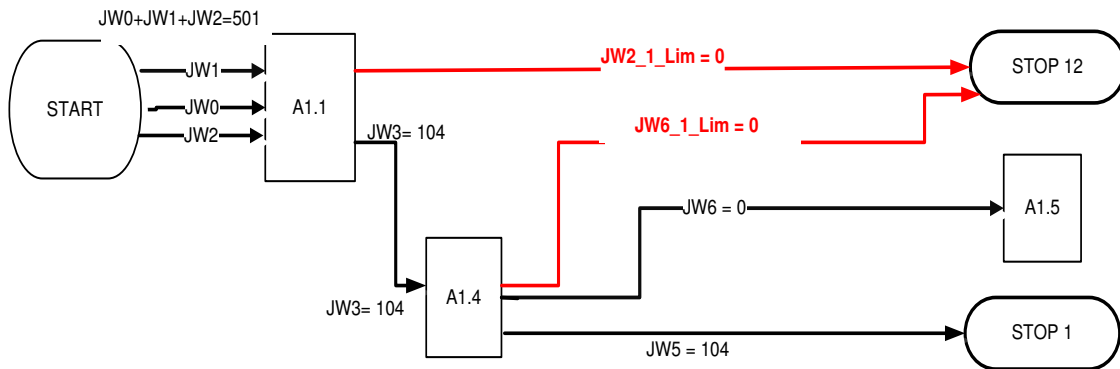 JW0+JW1+JW2=501
JW2_1_Lim = 0
JW1
STOP 12
START
JW0
A1.1
JW2
JW3= 104
JW6_1_Lim = 0
JW6 = 0
A1.5
A1.4
JW3= 104
STOP 1
JW5 = 104